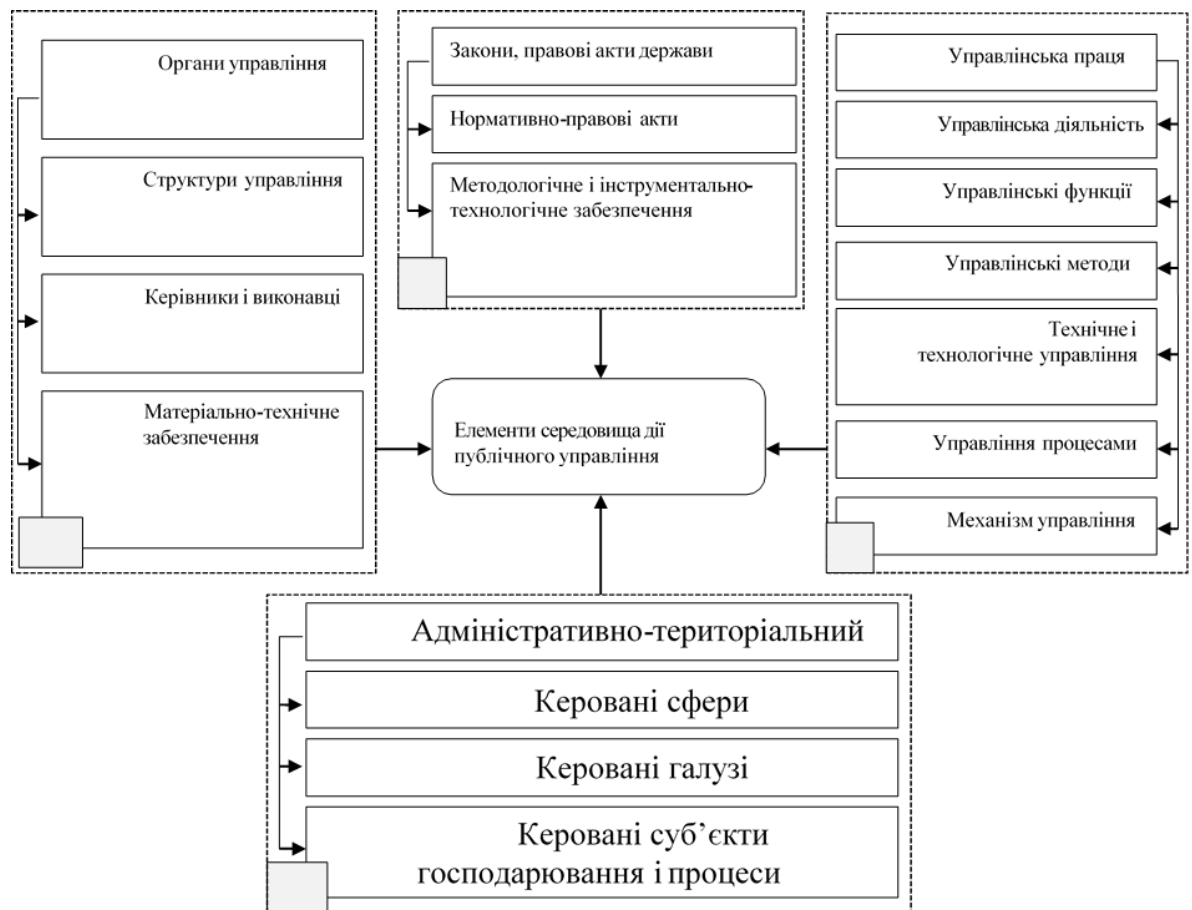 Органи управління
Структури управління
Керівники і виконавці
Матеріально-технічне
забезпечення
Закони, правові акти держави
Нормативно-правові акти
Методологічне і інструментально-
технологічне забезпечення
Управлінська праця
Управлінська діяльність
Управлінські функції
Управлінські методи
Технічне і
технологічне управління
Управління процесами
Механізм управління
Елементи середовища дії
публічного управління
Адміністративно-територіальний
Керовані сфери
Керовані галузі
Керовані суб’єкти
господарювання і процеси